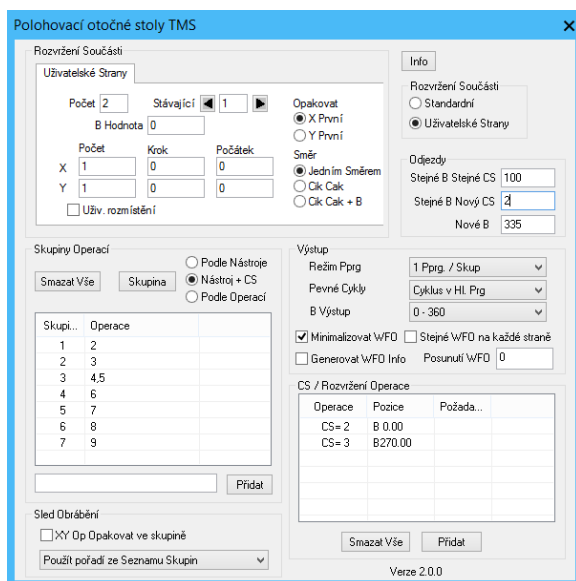 Polohovací otočné stoly TMS
Rozvržení Součásti
Uživatelské Strany
Počet 2 Stávající 1
B Hodnota 0
Opakovat
X První
Y První
Počet Krok Počátek
X 1 0 0
Y 1 0 0
Uživ. rozmístění
Směr
Jedním Směrem
Cik Cak
Cik Cak + B
Info
Rozvržení Součásti
Standardní
Uživatelské Strany
Odjezdy
Stejné B Stejné CS 100
Stejné B Nový CS 2
Nové B 335
Skupiny Operací
Smazat Vše Skupina
Podle Nástroje
Nástroj + CS
Podle Operací
Skupi... Operace
1 2
2 3
3 4,5
4 6
5 7
6 8
7 9
Přidat
Sled Obrábění
XY Op Opakovat ve skupině
Použít pořadí ze Seznamu Skupin
Výstup
Režim Pprg 1 Pprg. / Skup
Pevné Cykly Cyklus v Hl. Prg
B Výstup 0 - 360
Minimalizovat WFO Stejné WFO na každé straně
Generovat WFO Info Posunutí WFO 0
CS / Rozvržení Operace
Operace Pozice Požada...
CS= 2 B 0.00
CS= 3 B270.00
Smazat Vše Přidat
Verze 2.0.0